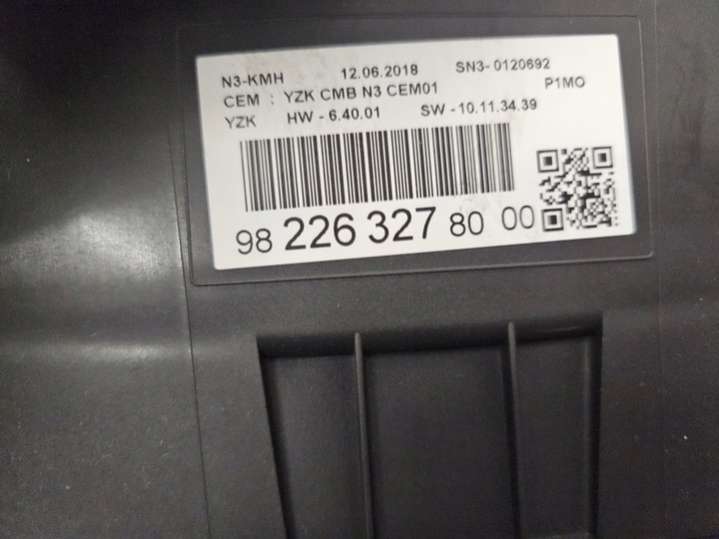 N3-KMH 12.06.2018 SN3- 0120692
CEM : YZK CMB N3 CEM01 P1MO
YZK HW - 6.40.01 SW - 10.11.34.39
98 226 327 80 00